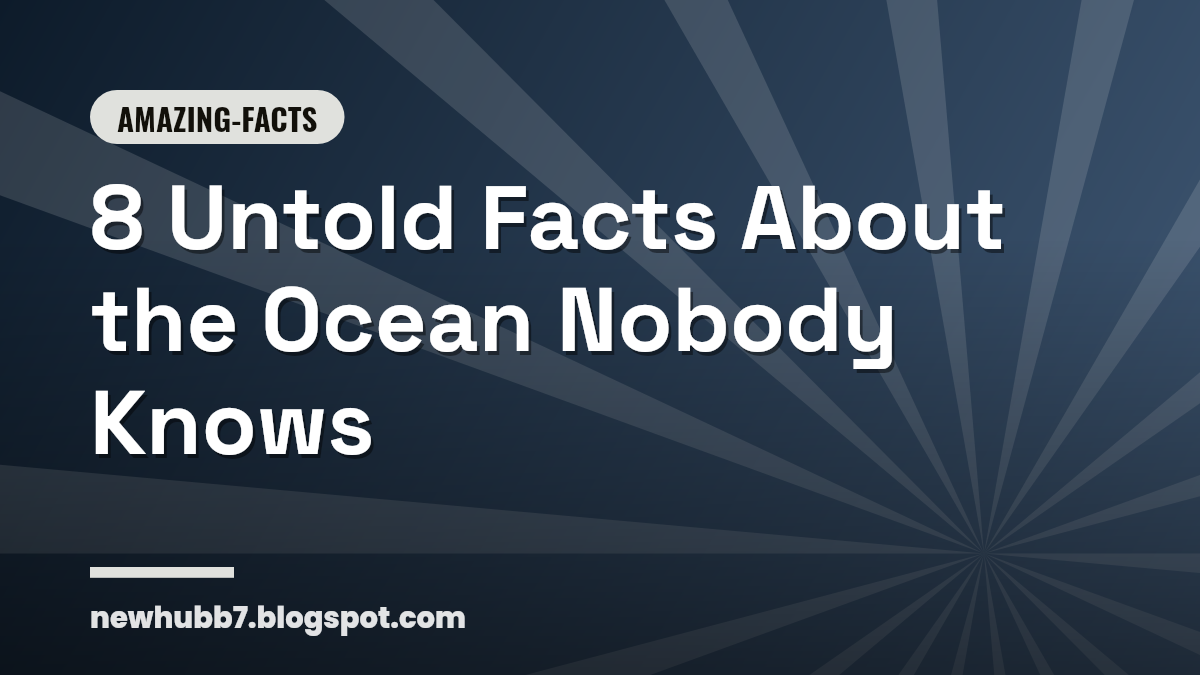 AMAZING-FACTS
8 Untold Facts About
the Ocean Nobody
Knows
newhubb7.blogspot.com